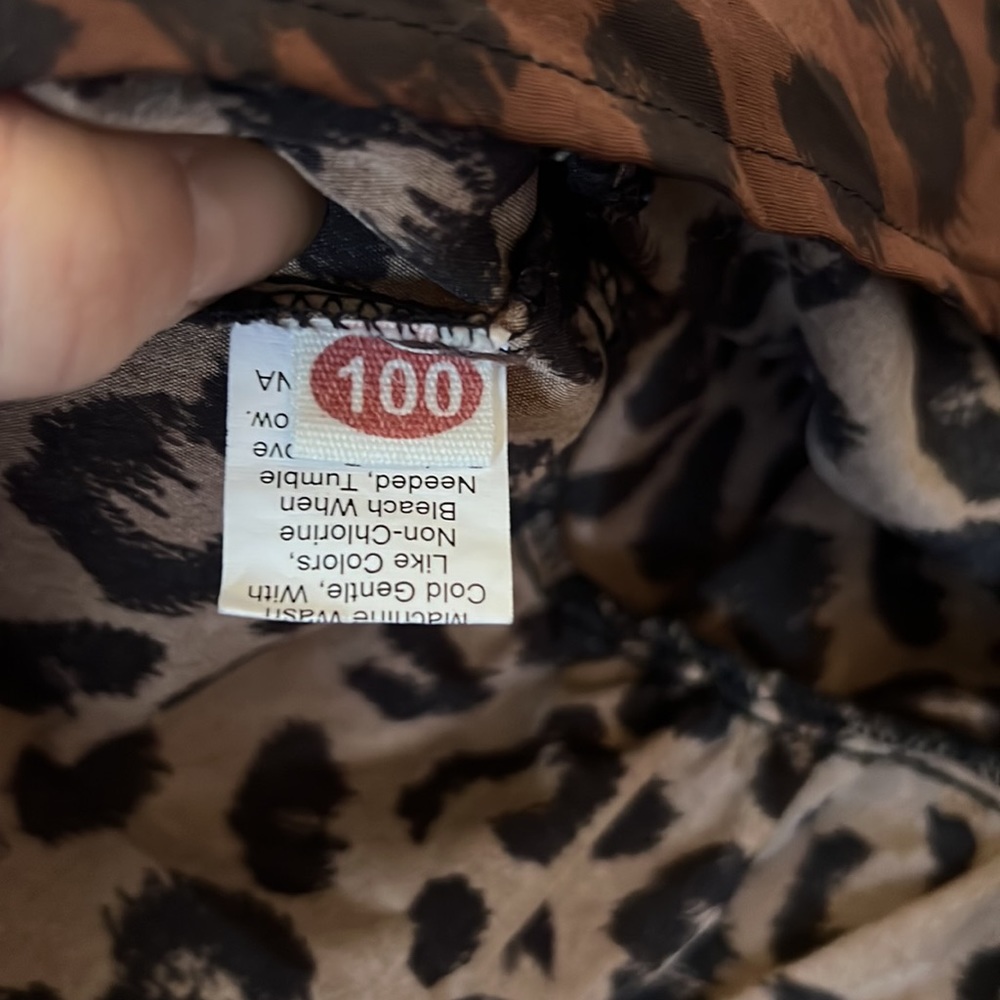 100
Machine Wash
Cold Gentle, With
Like Colors,
Non-Chlorine
Bleach When
Needed, Tumble